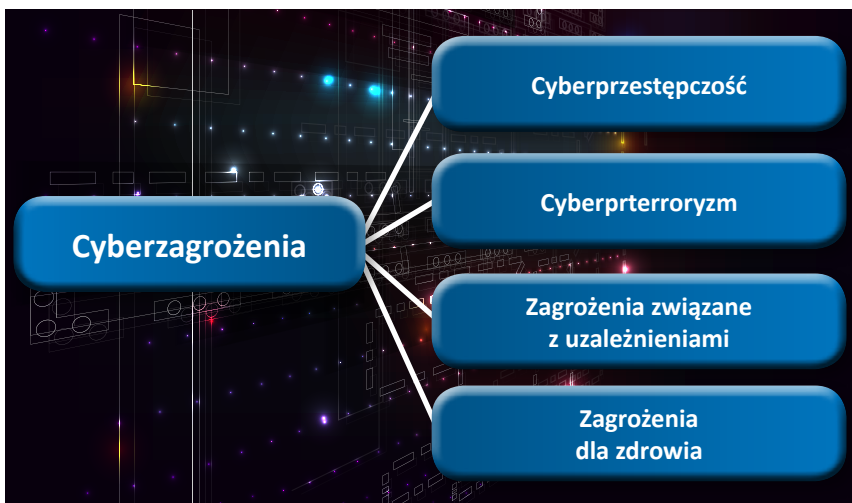 Cyberzagrożenia
Cyberprzestępczość
Cyberprterroryzm
Zagrożenia związane
z uzależnieniami
Zagrożenia
dla zdrowia